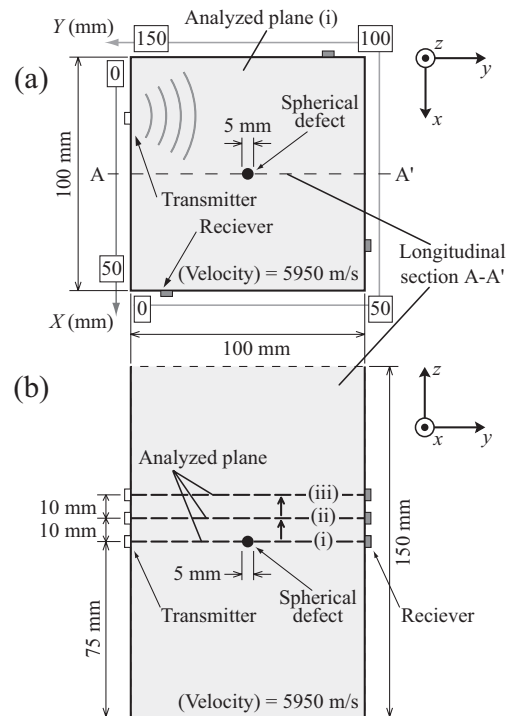 Y (mm)
150
Analyzed plane (i)
100
(a)
0
z
y
x
Spherical
defect
5 mm
100 mm
A
A'
Transmitter
Reciever
Longitudinal
section A-A'
50
(Velocity) = 5950 m/s
X (mm)
0
50
100 mm
(b)
z
x
y
Analyzed plane
(iii)
10 mm
(ii)
10 mm
(i)
150 mm
5 mm
Transmitter
Spherical
defect
Reciever
75 mm
(Velocity) = 5950 m/s